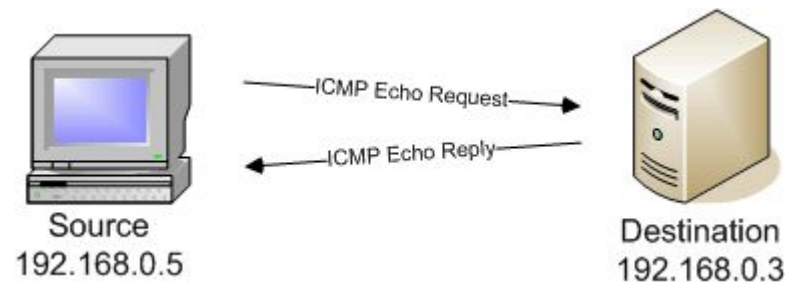 ICMP Echo Request
ICMP Echo Reply
Source
192.168.0.5
Destination
192.168.0.3